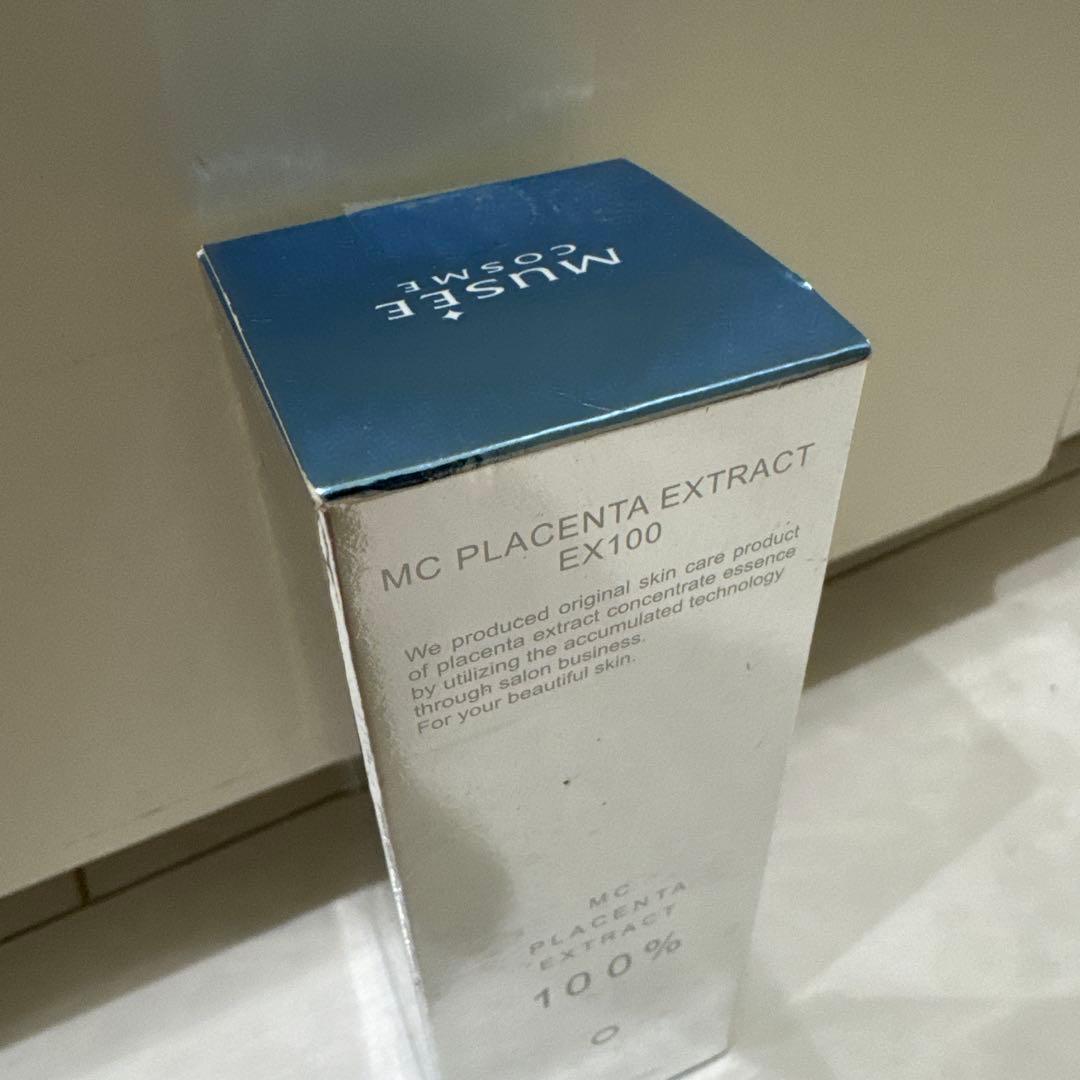 MUSÉE
COSME
MC PLACENTA EXTRACT
EX100
We produced original skin care product
of placenta extract concentrate essence
by utilizing the accumulated technology
through salon business.
For your beautiful skin.
MC
PLACENTA
EXTRACT
100%